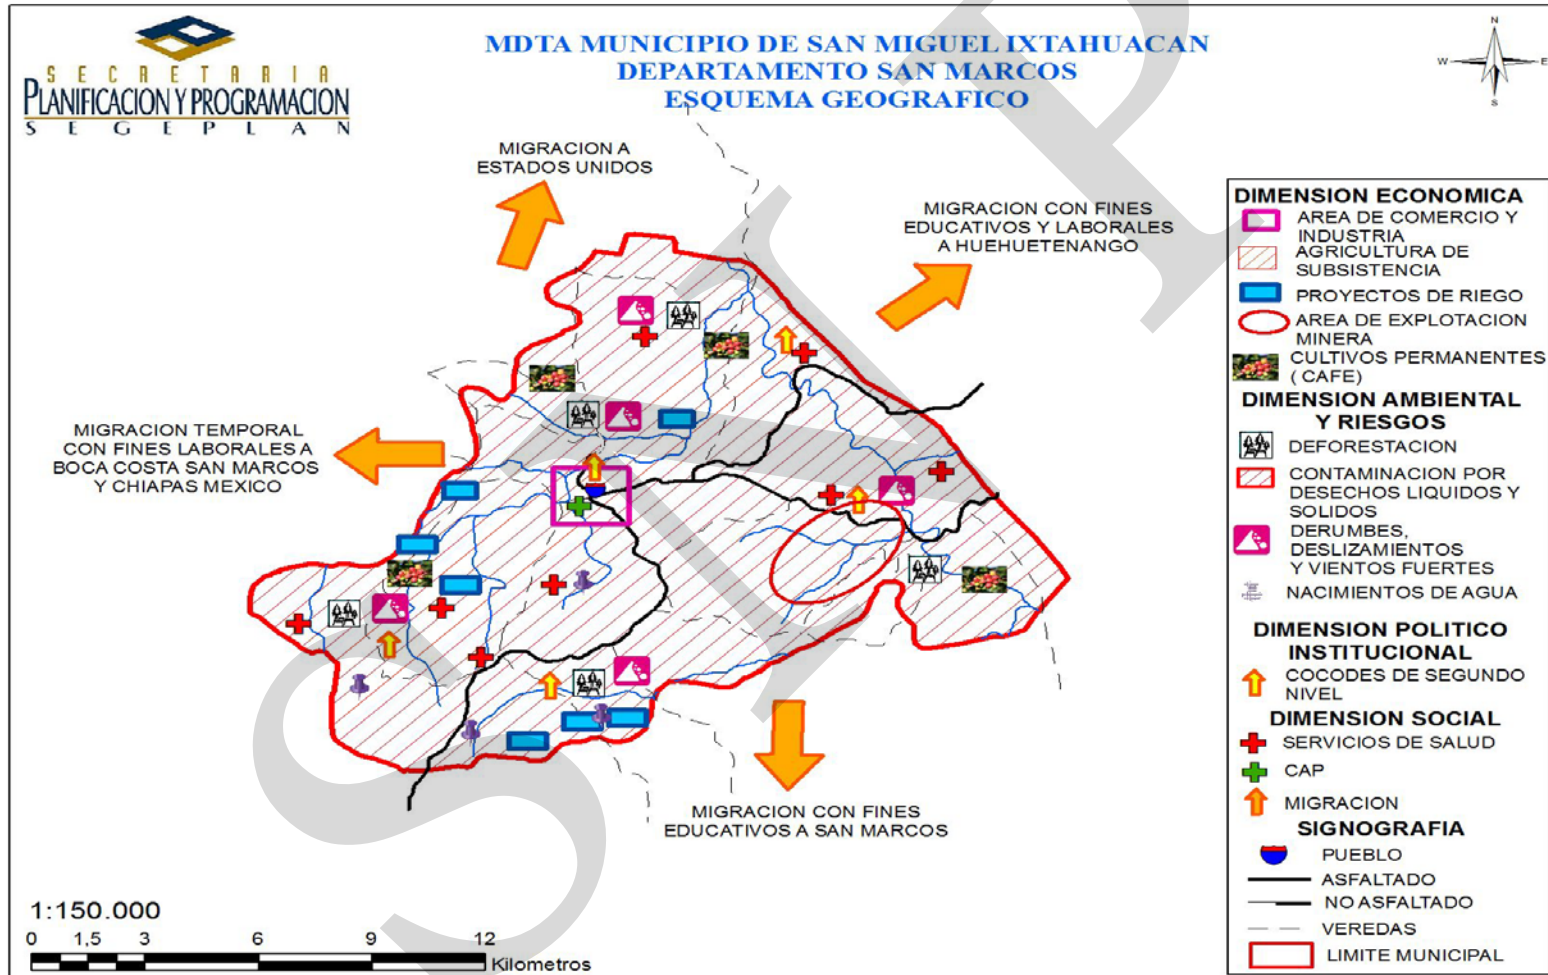 SECRETARIA
PLANIFICACION Y PROGRAMACION
SEGEPLAN
MDTA MUNICIPIO DE SAN MIGUEL IXTAHUACAN
DEPARTAMENTO SAN MARCOS
ESQUEMA GEOGRAFICO
N
W
E
S
MIGRACION A
ESTADOS UNIDOS
MIGRACION CON FINES
EDUCATIVOS Y LABORALES
A HUEHUETENANGO
MIGRACION TEMPORAL
CON FINES LABORALES A
BOCA COSTA SAN MARCOS
Y CHIAPAS MEXICO
MIGRACION CON FINES
EDUCATIVOS A SAN MARCOS
DIMENSION ECONOMICA
AREA DE COMERCIO Y
INDUSTRIA
AGRICULTURA DE
SUBSISTENCIA
PROYECTOS DE RIEGO
AREA DE EXPLOTACION
MINERA
CULTIVOS PERMANENTES
( CAFE)
DIMENSION AMBIENTAL
Y RIESGOS
DEFORESTACION
CONTAMINACION POR
DESECHOS LIQUIDOS Y
SOLIDOS
DERUMBES,
DESLIZAMIENTOS
Y VIENTOS FUERTES
NACIMIENTOS DE AGUA
DIMENSION POLITICO
INSTITUCIONAL
COCODES DE SEGUNDO
NIVEL
DIMENSION SOCIAL
SERVICIOS DE SALUD
CAP
MIGRACION
SIGNOGRAFIA
PUEBLO
ASFALTADO
NO ASFALTADO
VEREDAS
LIMITE MUNICIPAL
1:150.000
0 1,5 3 6 9 12
Kilometros